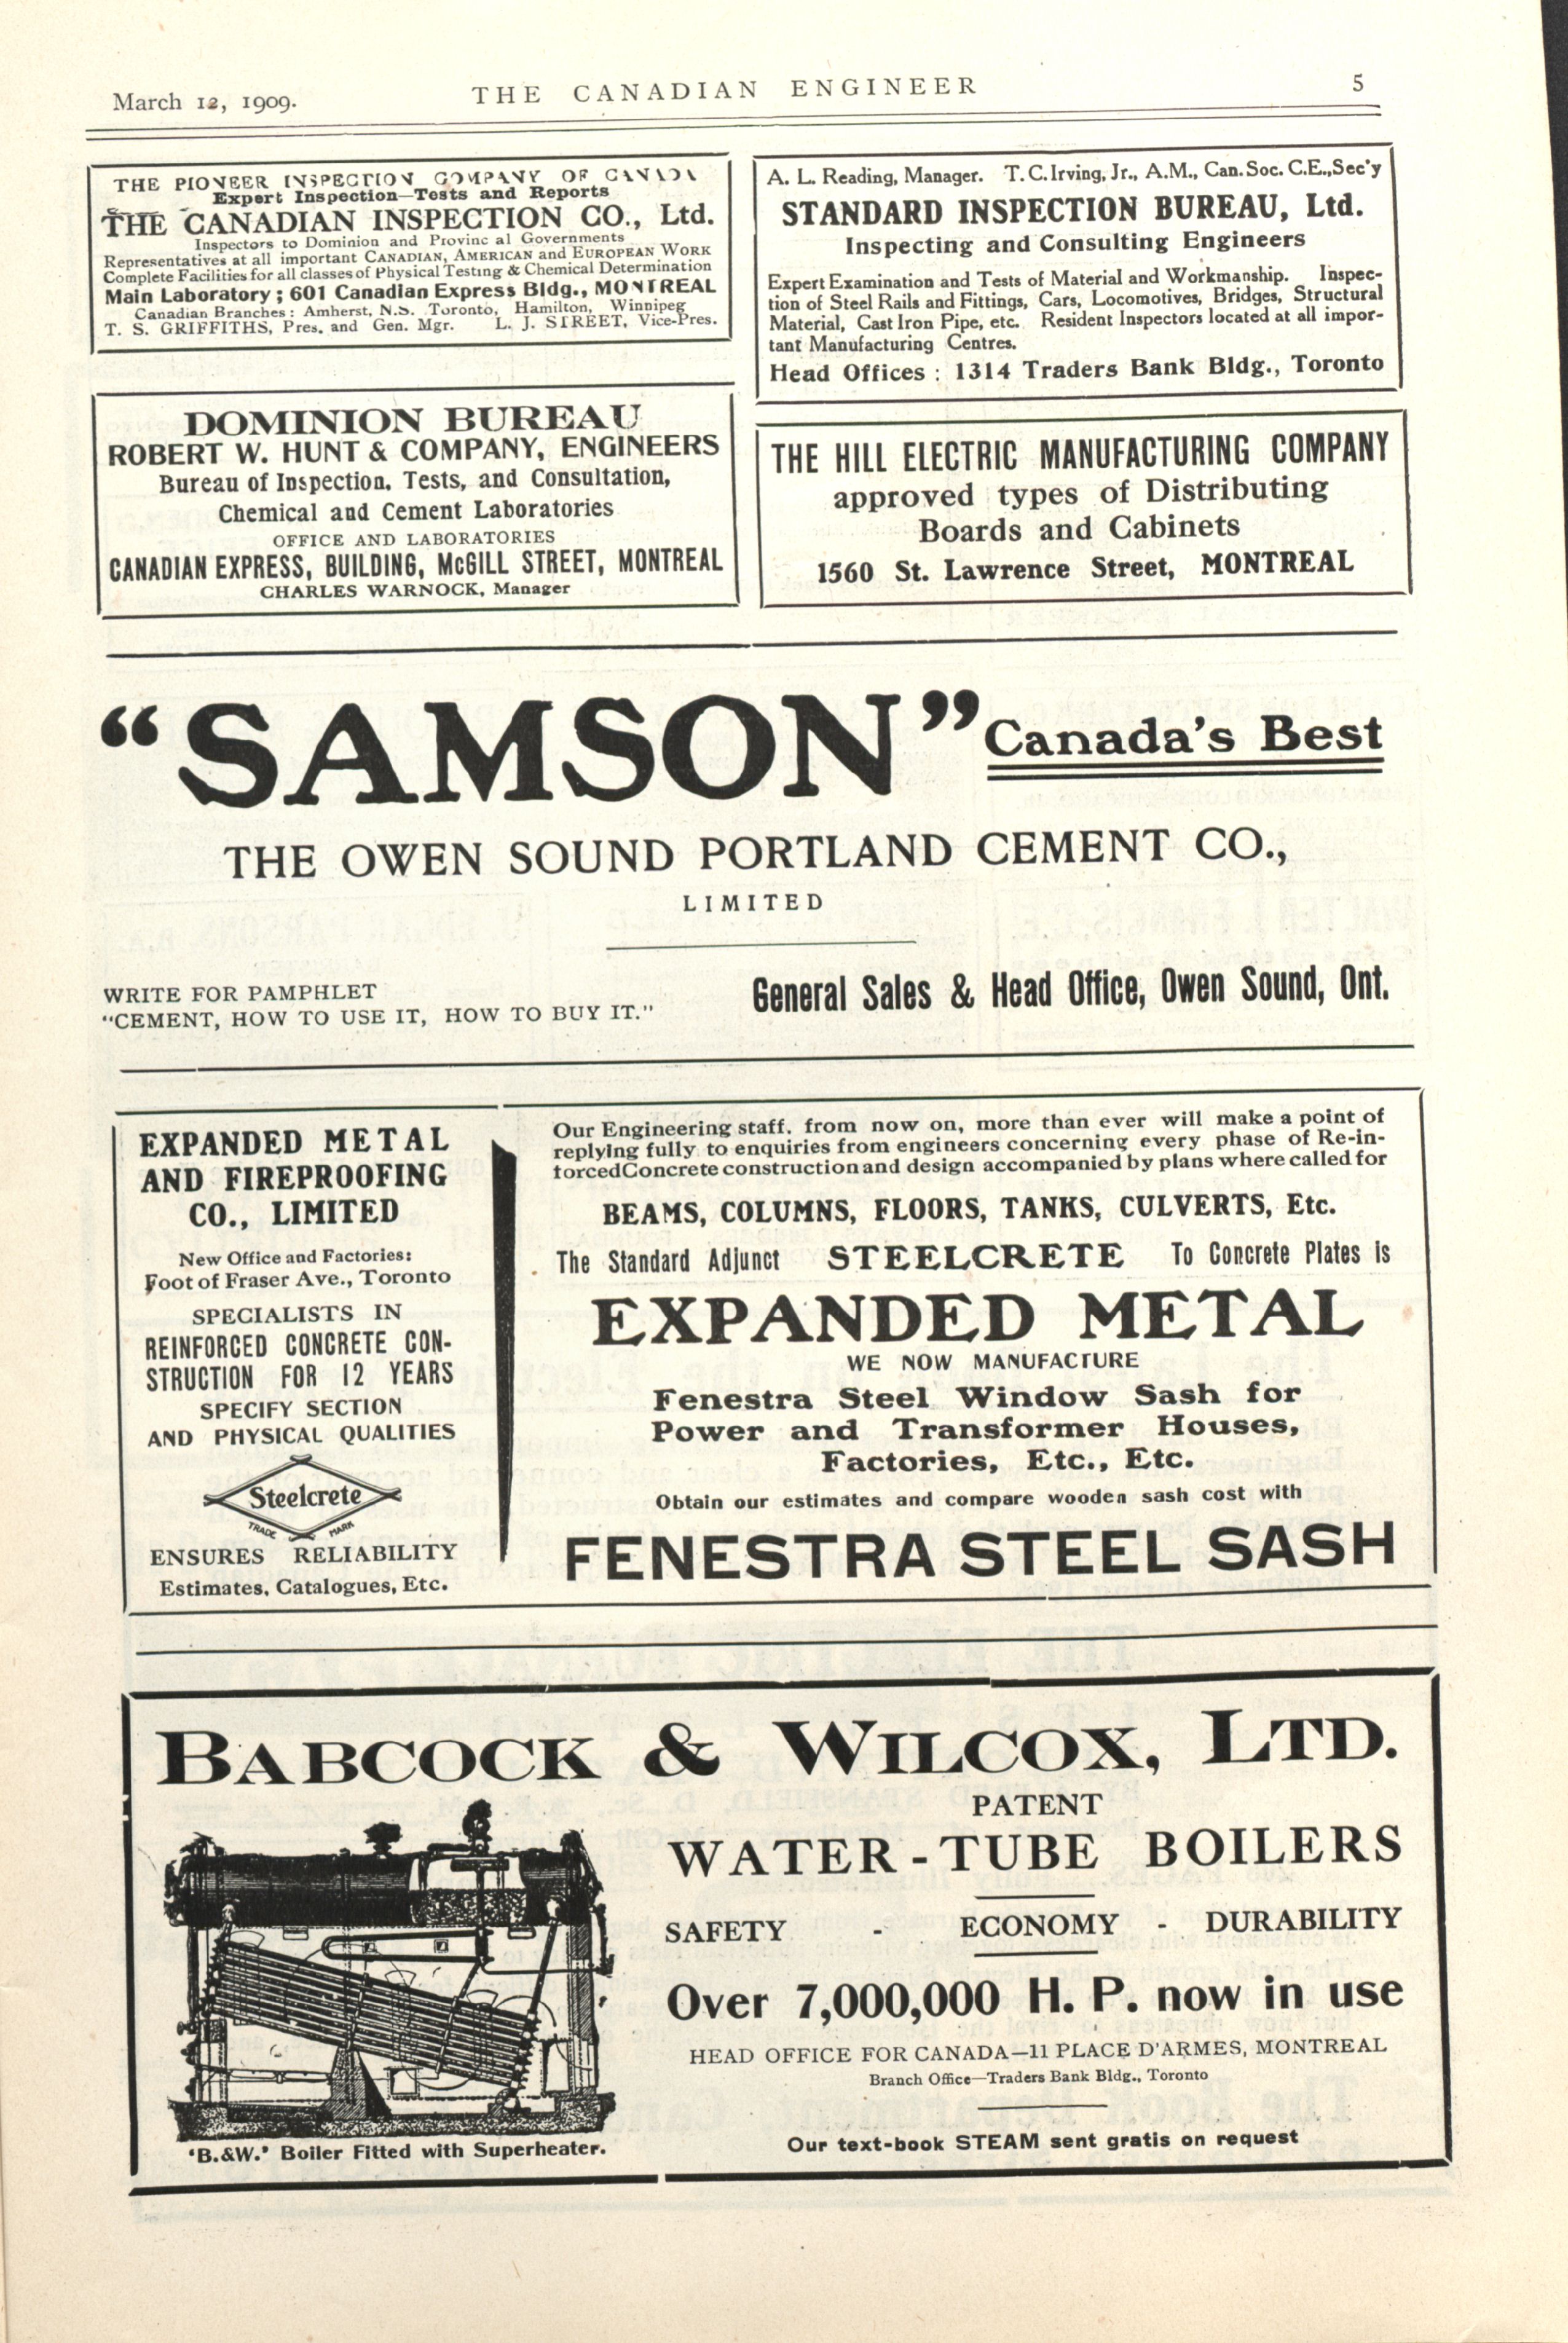 March 12, 1909.
THE CANADIAN ENGINEER
5
THE PIONEER INSPECTION COMPANY OF CANADA
Expert Inspection—Tests and Reports
THE CANADIAN INSPECTION CO., Ltd.
Inspectors to Dominion and Provinc al Governments
Representatives at all important CANADIAN, AMERICAN and EUROPEAN WORK
Complete Facilities for all classes of Physical Testing & Chemical Determination
Main Laboratory; 601 Canadian Express Bldg., MONTREAL
Canadian Branches: Amherst, N.S. Toronto, Hamilton, Winnipeg
T. S. GRIFFITHS, Pres. and Gen. Mgr. L. J. STREET, Vice-Pres.
A. L. Reading, Manager. T. C. Irving, Jr., A.M., Can. Soc. C.E., Sec'y
STANDARD INSPECTION BUREAU, Ltd.
Inspecting and Consulting Engineers
Expert Examination and Tests of Material and Workmanship. Inspec-
tion of Steel Rails and Fittings, Cars, Locomotives, Bridges, Structural
Material, Cast Iron Pipe, etc. Resident Inspectors located at all impor-
tant Manufacturing Centres.
Head Offices: 1314 Traders Bank Bldg., Toronto
DOMINION BUREAU
ROBERT W. HUNT & COMPANY, ENGINEERS
Bureau of Inspection. Tests, and Consultation,
Chemical and Cement Laboratories
OFFICE AND LABORATORIES
CANADIAN EXPRESS, BUILDING, McGILL STREET, MONTREAL
CHARLES WARNOCK, Manager
THE HILL ELECTRIC MANUFACTURING COMPANY
approved types of Distributing
Boards and Cabinets
1560 St. Lawrence Street, MONTREAL
"SAMSON" Canada's Best
THE OWEN SOUND PORTLAND CEMENT CO.,
LIMITED
WRITE FOR PAMPHLET
"CEMENT, HOW TO USE IT, HOW TO BUY IT."
General Sales & Head Office, Owen Sound, Ont.
EXPANDED METAL
AND FIREPROOFING
CO., LIMITED
New Office and Factories:
Foot of Fraser Ave., Toronto
SPECIALISTS IN
REINFORCED CONCRETE CON-
STRUCTION FOR 12 YEARS
SPECIFY SECTION
AND PHYSICAL QUALITIES
Steelcrete
TRADE MARK
ENSURES RELIABILITY
Estimates, Catalogues, Etc.
Our Engineering staff. from now on, more than ever will make a point of
replying fully to enquiries from engineers concerning every phase of Re-in-
forced Concrete construction and design accompanied by plans where called for
BEAMS, COLUMNS, FLOORS, TANKS, CULVERTS, Etc.
The Standard Adjunct STEELCRETE To Concrete Plates is
EXPANDED METAL
WE NOW MANUFACTURE
Fenestra Steel Window Sash for
Power and Transformer Houses,
Factories, Etc., Etc.
Obtain our estimates and compare wooden sash cost with
FENESTRA STEEL SASH
BABCOCK & WILCOX, LTD.
PATENT
WATER-TUBE BOILERS
SAFETY - ECONOMY - DURABILITY
Over 7,000,000 H. P. now in use
HEAD OFFICE FOR CANADA—11 PLACE D'ARMES, MONTREAL
Branch Office—Traders Bank Bldg., Toronto
Our text-book STEAM sent gratis on request
'B.&W.' Boiler Fitted with Superheater.